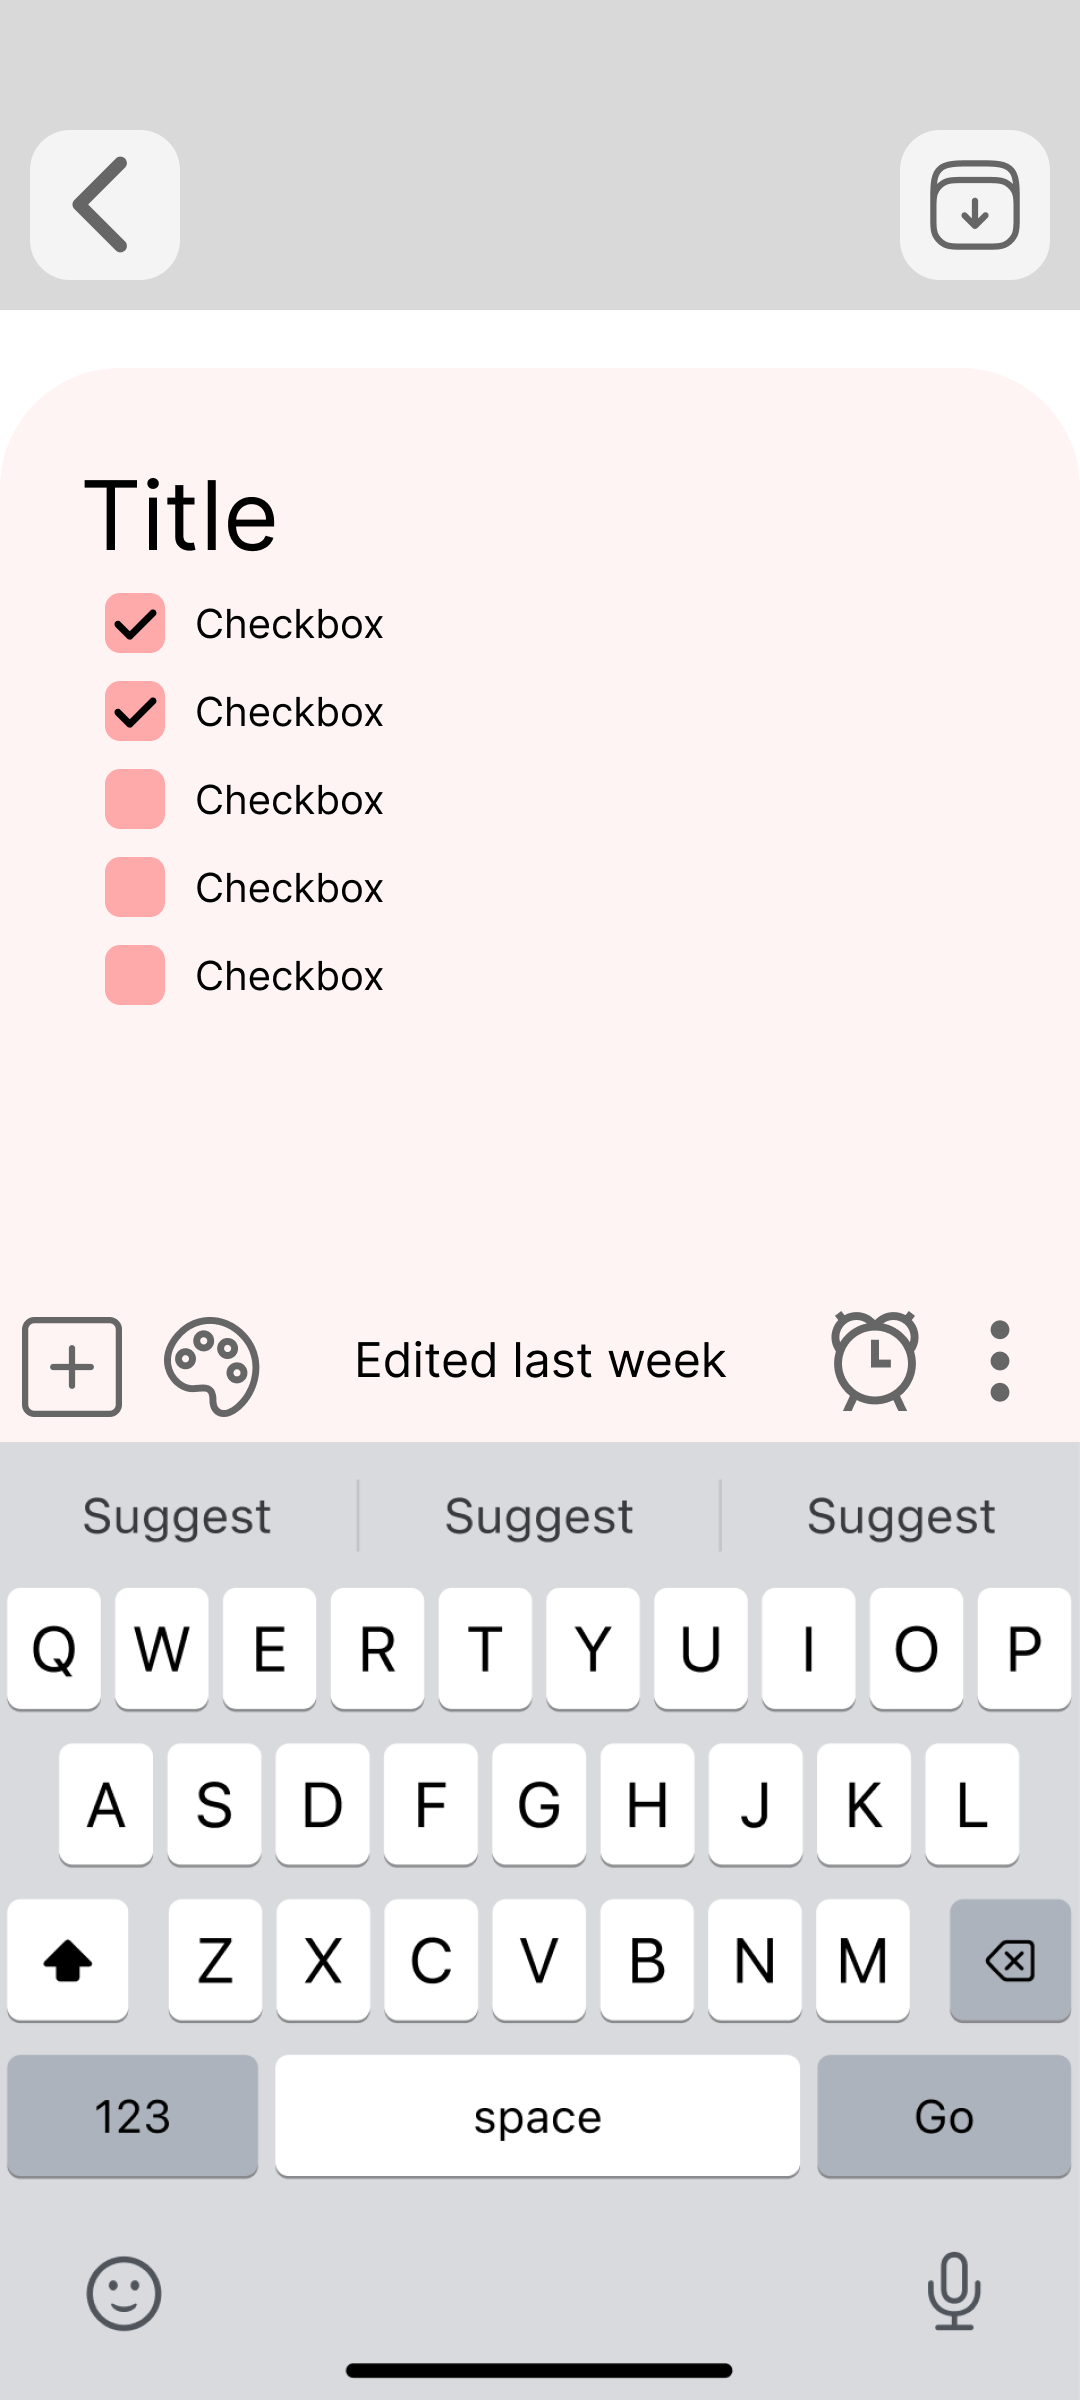 Title
Checkbox
Checkbox
Checkbox
Checkbox
Checkbox
Edited last week
Suggest Suggest Suggest
Q W E R T Y U I O P
A S D F G H J K L
Z X C V B N M
123 space Go